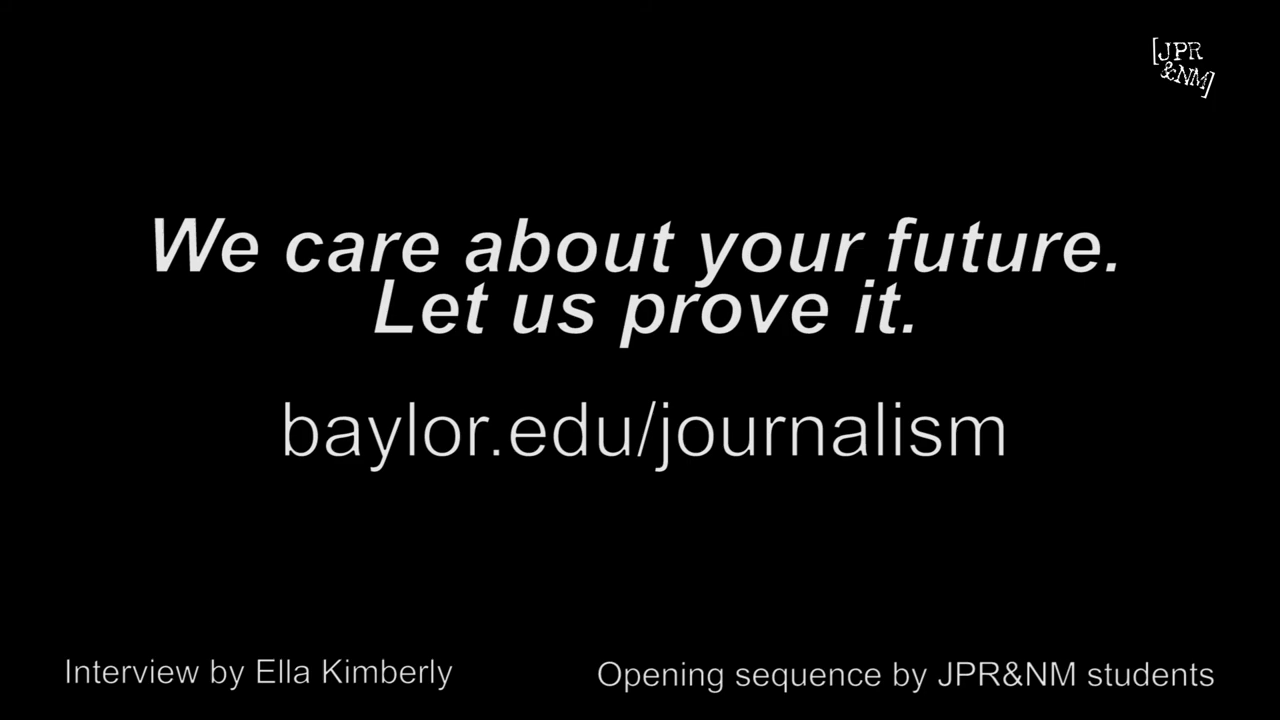 [JPR
&NM]
We care about your future.
Let us prove it.
baylor.edu/journalism
Interview by Ella Kimberly
Opening sequence by JPR&NM students